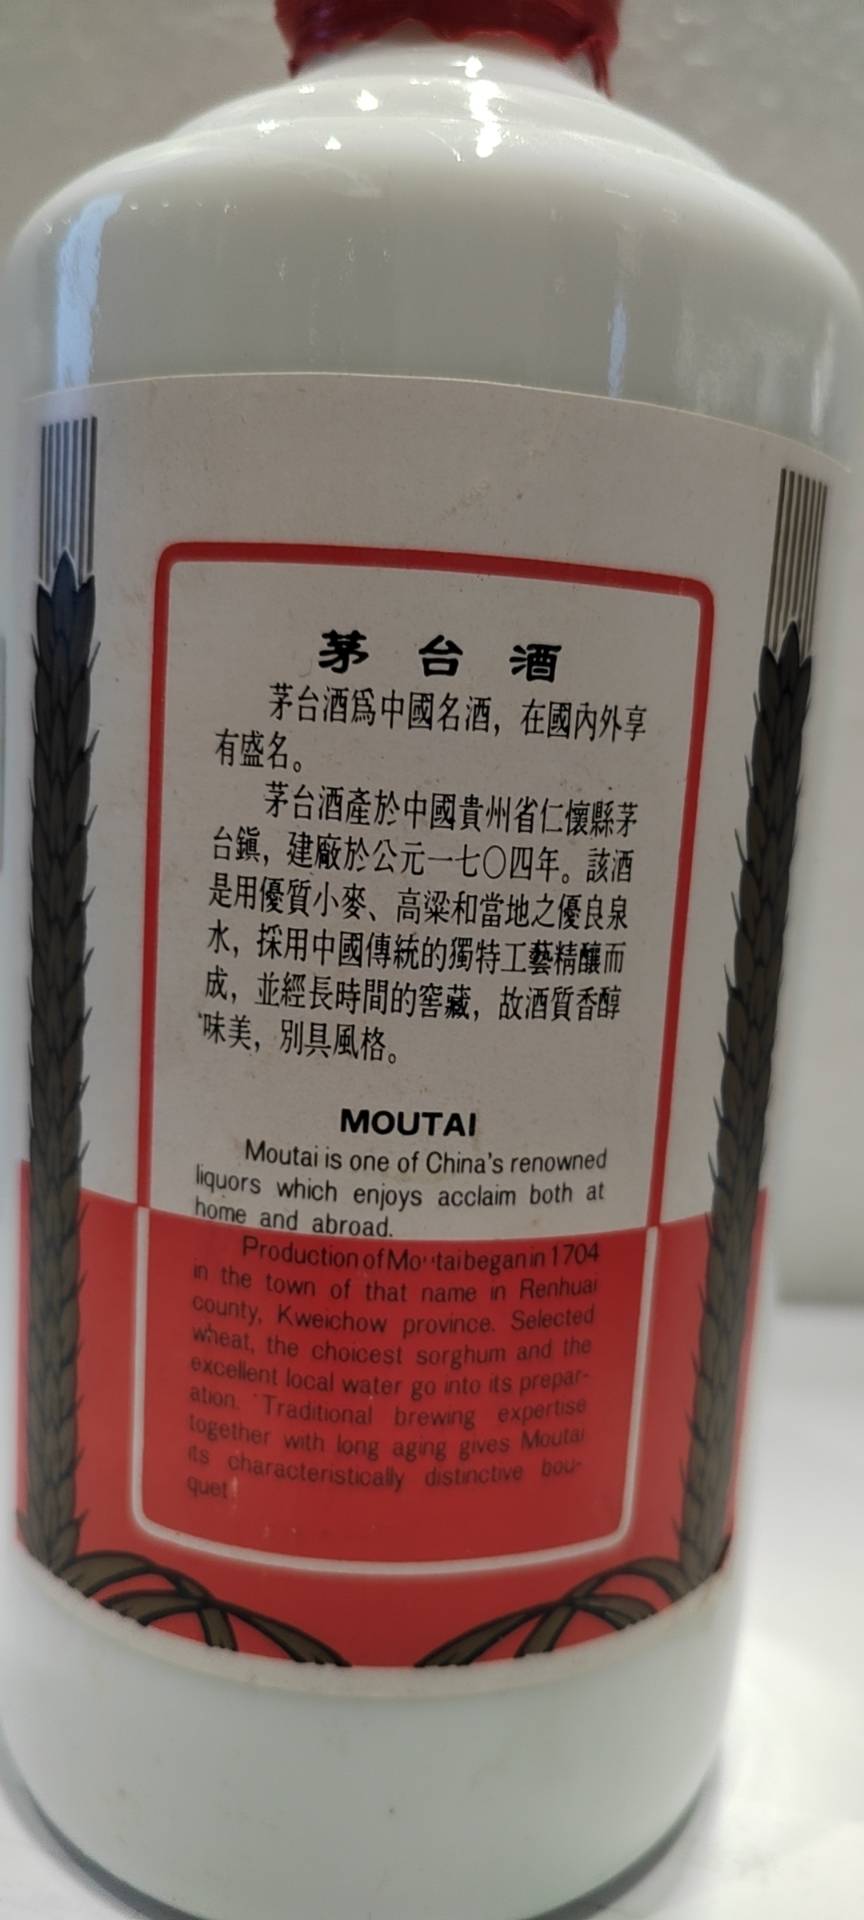 茅台酒
茅台酒爲中國名酒，在國內外享
有盛名。
茅台酒產於中國貴州省仁懷縣茅
台鎭，建廠於公元一七〇四年。該酒
是用優質小麥、高粱和當地之優良泉
水，採用中國傳統的獨特工藝精釀而
成，並經長時間的窖藏，故酒質香醇
味美，別具風格。
MOUTAI
Moutai is one of China's renowned
liquors which enjoys acclaim both at
home and abroad.
Production of Moutai began in 1704
in the town of that name in Renhuai
county, Kweichow province. Selected
wheat, the choicest sorghum and the
excellent local water go into its prepar-
ation. Traditional brewing expertise
together with long aging gives Moutai
its characteristically distinctive bou-
quet.